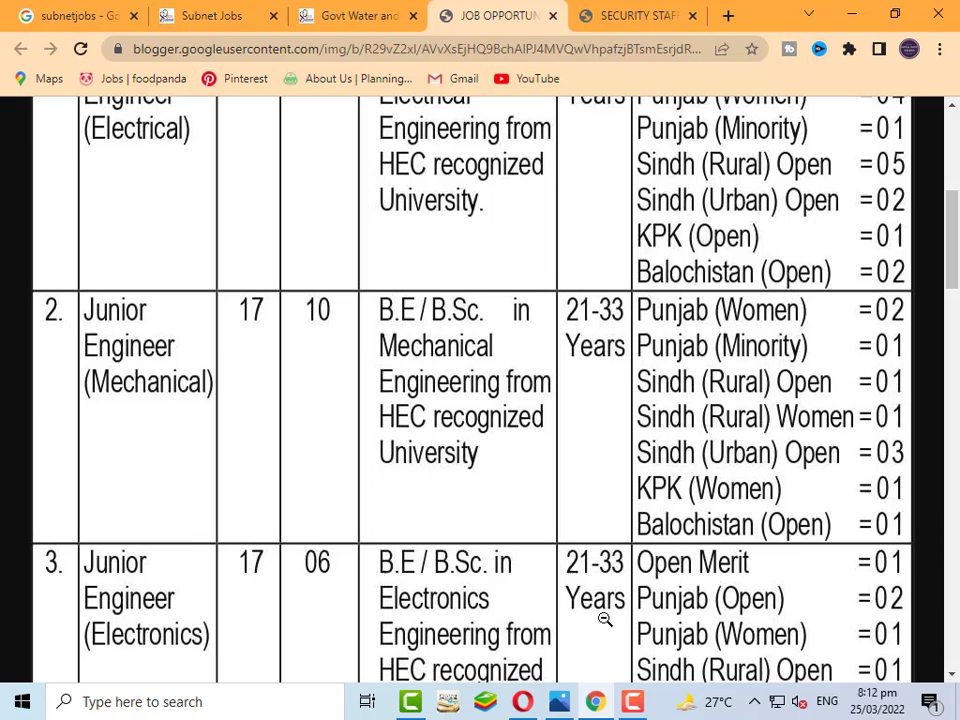 subnetjobs - Go
Subnet Jobs
Govt Water and
JOB OPPORTUN
SECURITY STAFF
blogger.googleusercontent.com/img/b/R29vZ2xl/AVvXsEjHQ9BchAIPJ4MVQwVhpafzjBTsmEsrjdR...
Maps
Jobs | foodpanda
Pinterest
About Us | Planning...
Gmail
YouTube
Engineer
(Electrical)
Electrical
Engineering from
HEC recognized
University.
Years
Punjab (Women) =04
Punjab (Minority) =01
Sindh (Rural) Open =05
Sindh (Urban) Open =02
KPK (Open) =01
Balochistan (Open) =02
2.
Junior
Engineer
(Mechanical)
17
10
B.E / B.Sc. in
Mechanical
Engineering from
HEC recognized
University
21-33
Years
Punjab (Women) =02
Punjab (Minority) =01
Sindh (Rural) Open =01
Sindh (Rural) Women =01
Sindh (Urban) Open =03
KPK (Women) =01
Balochistan (Open) =01
3.
Junior
Engineer
(Electronics)
17
06
B.E / B.Sc. in
Electronics
Engineering from
HEC recognized
21-33
Years
Open Merit =01
Punjab (Open) =02
Punjab (Women) =01
Sindh (Rural) Open =01
Type here to search
27°C
ENG
8:12 pm
25/03/2022
1